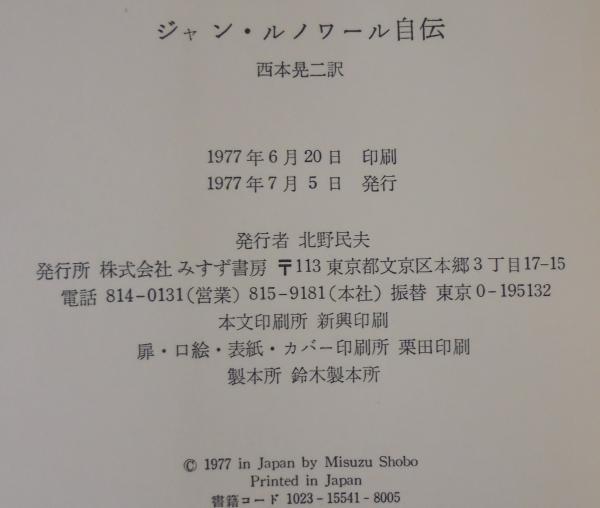 ジャン・ルノワール自伝
西本晃二訳
1977年6月20日 印刷
1977年7月5日 発行
発行者 北野民夫
発行所 株式会社 みすず書房 〒113 東京都文京区本郷3丁目17-15
電話 814-0131(営業) 815-9181(本社) 振替 東京0-195132
本文印刷所 新興印刷
扉・口絵・表紙・カバー印刷所 栗田印刷
製本所 鈴木製本所
© 1977 in Japan by Misuzu Shobo
Printed in Japan
書籍コード 1023-15541-8005